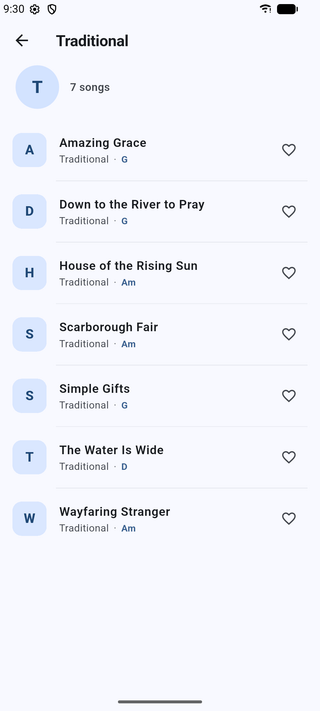 9:30
Traditional
T
7 songs
A
Amazing Grace
Traditional · G
D
Down to the River to Pray
Traditional · G
H
House of the Rising Sun
Traditional · Am
S
Scarborough Fair
Traditional · Am
S
Simple Gifts
Traditional · G
T
The Water Is Wide
Traditional · D
W
Wayfaring Stranger
Traditional · Am